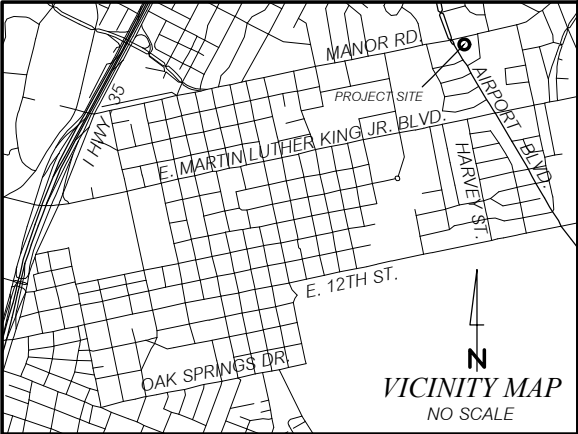 MANOR RD.
PROJECT SITE
I HWY 35
AIRPORT BLVD.
E. MARTIN LUTHER KING JR. BLVD.
HARVEY ST.
E. 12TH ST.
OAK SPRINGS DR.
N
VICINITY MAP
NO SCALE